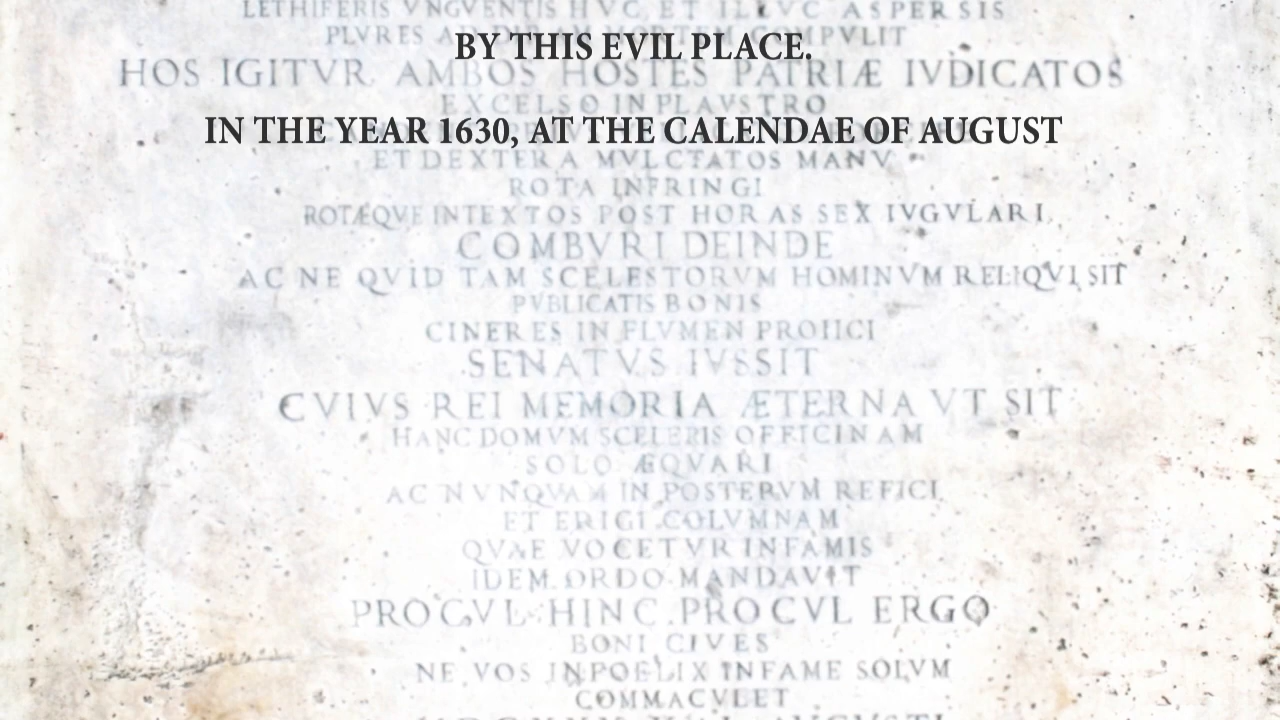 LETHIFERIS VNGVENTIS HVC ET ILLVC ASPERSIS
PLVRES
BY THIS EVIL PLACE.
HOS IGITVR AMBOS HOSTES PATRIÆ IVDICATOS
EXCELSO IN PLAVSTRO
IN THE YEAR 1630, AT THE CALENDAE OF AUGUST
ET DEXTERA MVLCTATOS MANV
ROTA INFRINGI
ROTÆQVE INTEXTOS POST HORAS SEX IVGVLARI
COMBVRI DEINDE
AC NE QVID TAM SCELESTORVM HOMINVM RELIQVI SIT
PVBLICATIS BONIS
CINERES IN FLVMEN PROIICI
SENATVS IVSSIT
CVIVS REI MEMORIA ÆTERNA VT SIT
HANC DOMVM SCELERIS OFFICINAM
SOLO ÆQVARI
AC NVNQVAM IN POSTERVM REFICI
ET ERIGI COLVMNAM
QVAE VOCETVR INFAMIS
IDEM ORDO MANDAVIT
PROCVL HINC PROCVL ERGO
BONI CIVES
NE VOS INFOELIX INFAME SOLVM
COMMACVLET